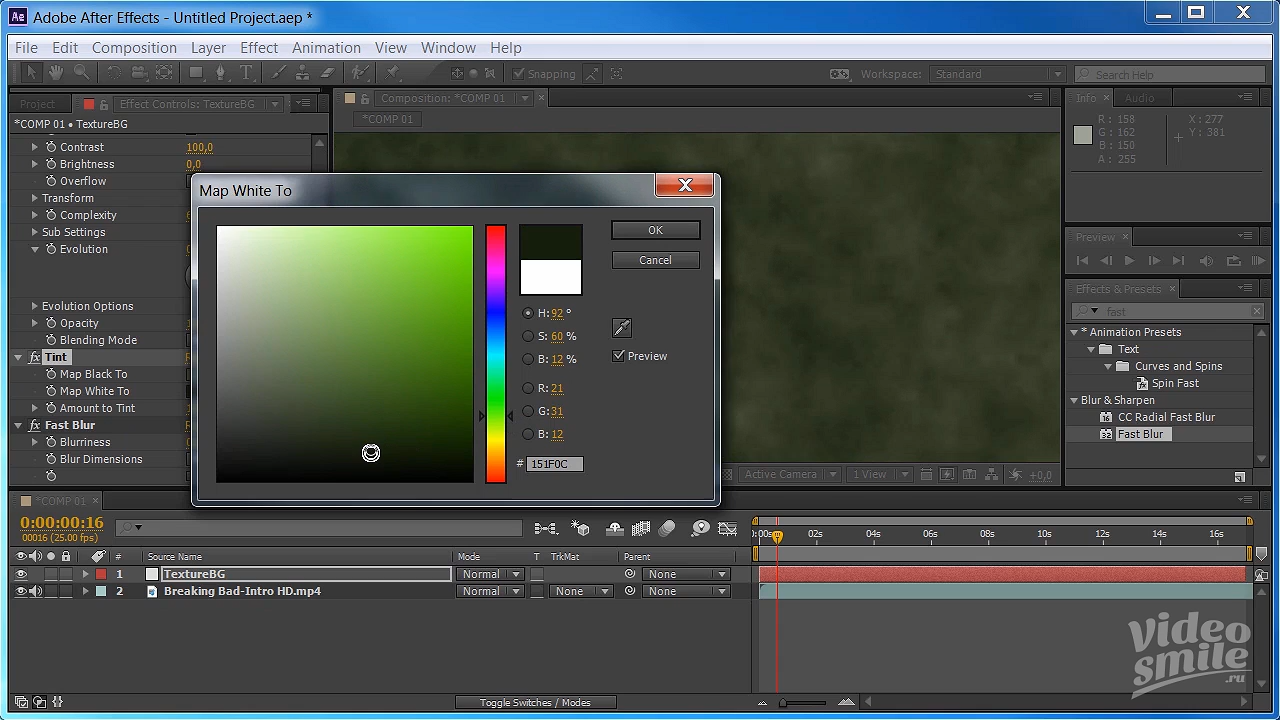 Ae Adobe After Effects - Untitled Project.aep *
File Edit Composition Layer Effect Animation View Window Help
T Snapping Workspace: Standard Search Help
Project Effect Controls: TextureBG Composition: *COMP 01 Info Audio
*COMP 01 • TextureBG *COMP 01
R : 158 X : 277
G : 162 Y : 381
B : 150
A : 255
Contrast 100,0
Brightness 0,0
Overflow
Transform
Complexity
Sub Settings
Evolution
Evolution Options
Opacity
Blending Mode
fx Tint
Map Black To
Map White To
Amount to Tint
fx Fast Blur
Blurriness
Blur Dimensions
Map White To
OK
Cancel
H: 92 °
S: 60 %
B: 12 %
Preview
R: 21
G: 31
B: 12
# 151F0C
Preview
Effects & Presets
fast
* Animation Presets
Text
Curves and Spins
Spin Fast
Blur & Sharpen
CC Radial Fast Blur
32 Fast Blur
Active Camera 1 View +0,0
*COMP 01
0:00:00:16
00016 (25.00 fps)
:00s 02s 04s 06s 08s 10s 12s 14s 16s
# Source Name Mode T TrkMat Parent
1 TextureBG Normal None
2 Breaking Bad-Intro HD.mp4 Normal None None
Toggle Switches / Modes
video
smile
.ru